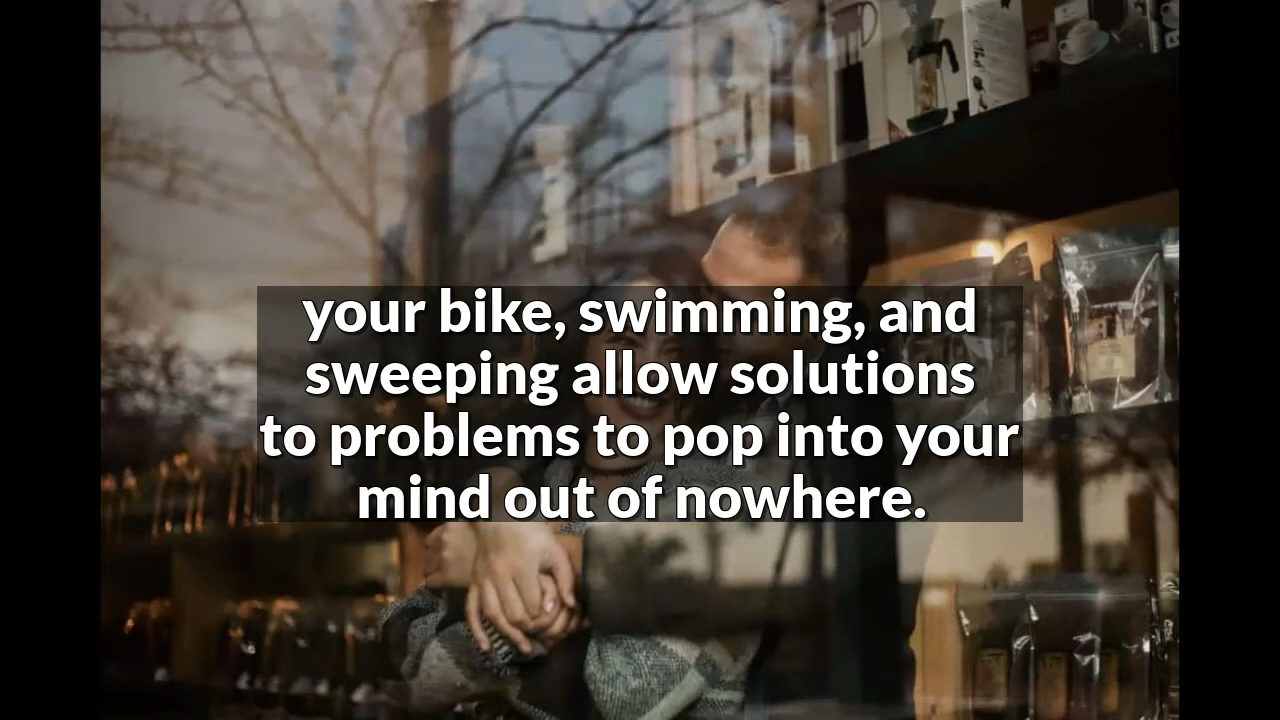 your bike, swimming, and
sweeping allow solutions
to problems to pop into your
mind out of nowhere.